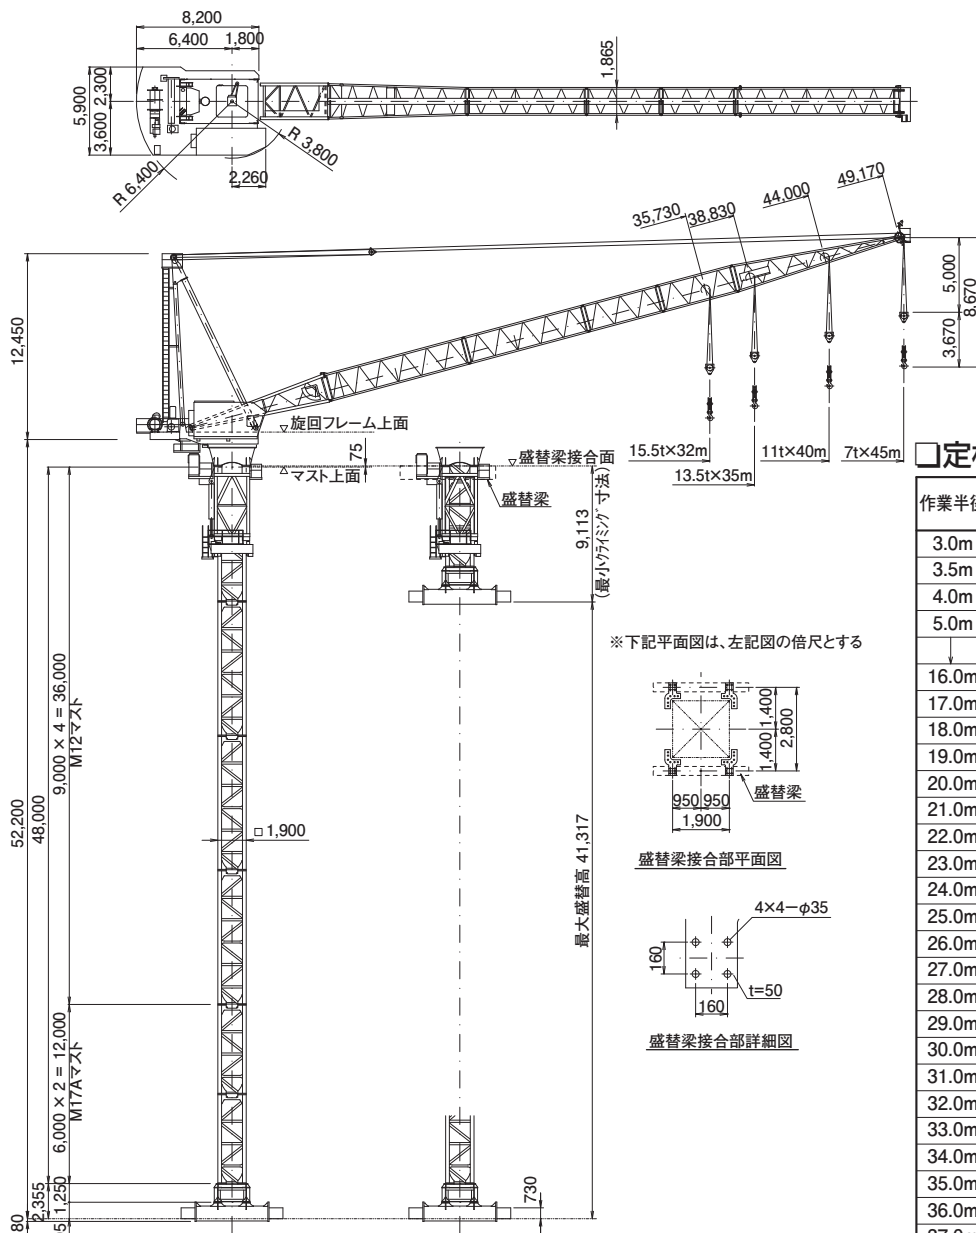 8,200
6,400
1,800
5,900
2,300
3,600
R 6,400
2,260
R 3,800
1,865
35,730
38,830
44,000
49,170
5,000
8,670
3,670
12,450
旋回フレーム上面
75
マスト上面
盛替梁接合面
盛替梁
15.5t×32m
13.5t×35m
11t×40m
7t×45m
9,113
(最小クライミング寸法)
※下記平面図は、左記図の倍尺とする
1,400
1,400
2,800
盛替梁
950
950
1,900
盛替梁接合部平面図
4×4−φ35
160
t=50
160
盛替梁接合部詳細図
52,200
48,000
9,000 × 4 = 36,000
M12マスト
□ 1,900
最大盛替高 41,317
6,000 × 2 = 12,000
M17Aマスト
2,355
1,250
730
80
作業半径
3.0m
3.5m
4.0m
5.0m
16.0m
17.0m
18.0m
19.0m
20.0m
21.0m
22.0m
23.0m
24.0m
25.0m
26.0m
27.0m
28.0m
29.0m
30.0m
31.0m
32.0m
33.0m
34.0m
35.0m
36.0m